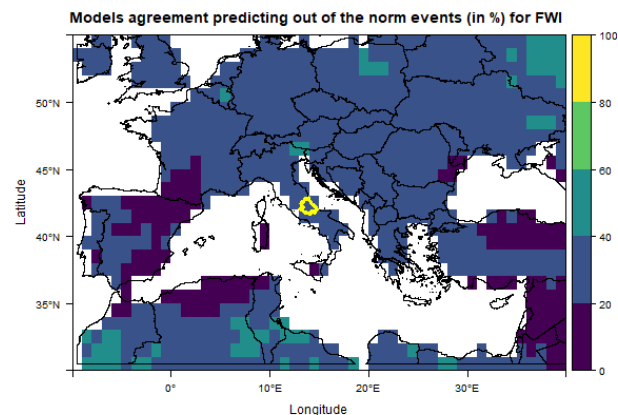 Models agreement predicting out of the norm events (in %) for FWI
100
80
60
40
20
0
50°N
45°N
40°N
35°N
Latitude
0°
10°E
20°E
30°E
Longitude